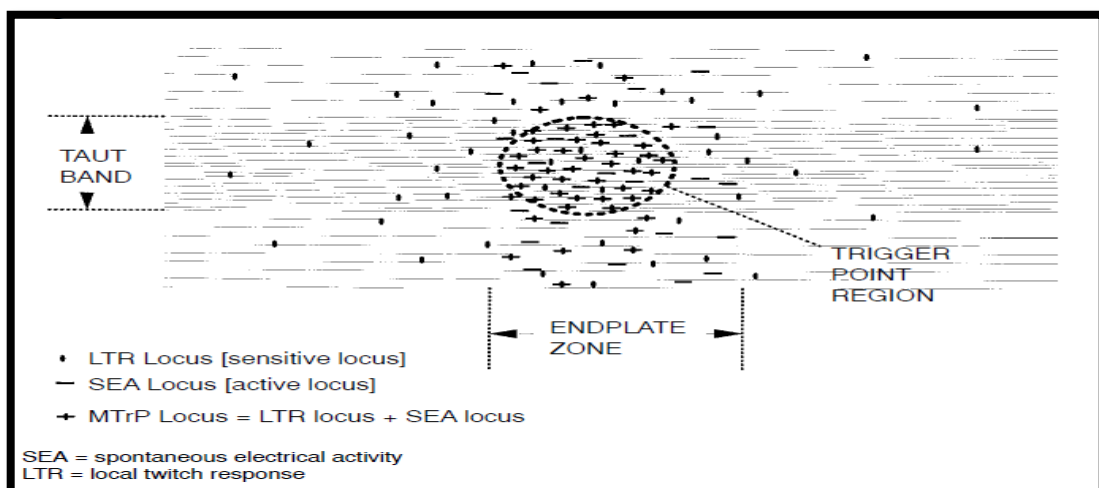 TAUT
BAND
TRIGGER
POINT
REGION
ENDPLATE
ZONE
LTR Locus [sensitive locus]
SEA Locus [active locus]
MTrP Locus = LTR locus + SEA locus
SEA = spontaneous electrical activity
LTR = local twitch response